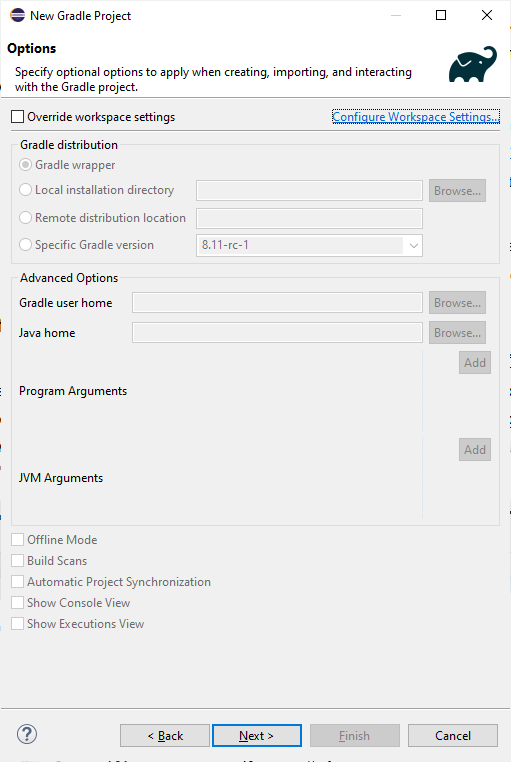 New Gradle Project
Options
Specify optional options to apply when creating, importing, and interacting
with the Gradle project.
Override workspace settings
Configure Workspace Settings...
Gradle distribution
Gradle wrapper
Local installation directory
Browse...
Remote distribution location
Specific Gradle version
8.11-rc-1
Advanced Options
Gradle user home
Browse...
Java home
Browse...
Add
Program Arguments
Add
JVM Arguments
Offline Mode
Build Scans
Automatic Project Synchronization
Show Console View
Show Executions View
?
< Back
Next >
Finish
Cancel